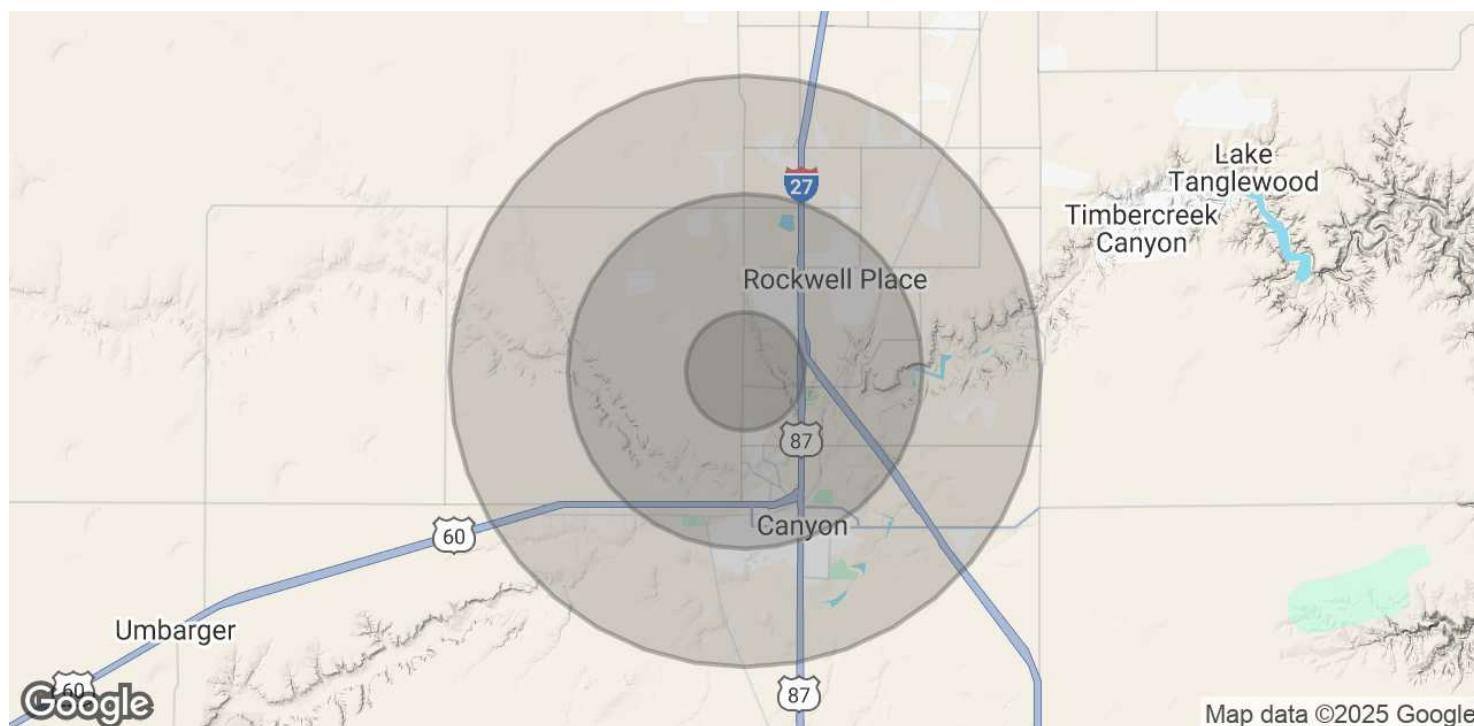 Lake
Tanglewood
27
Timbercreek
Canyon
Rockwell Place
87
Canyon
60
Umbarger
60
87
Google
Map data ©2025 Google